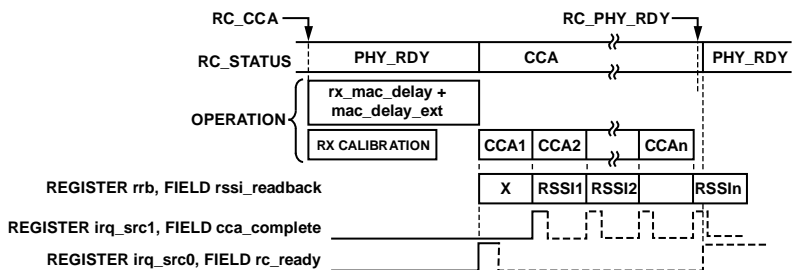 RC_CCA
RC_PHY_RDY
RC_STATUS PHY_RDY CCA PHY_RDY
OPERATION
rx_mac_delay +
mac_delay_ext
RX CALIBRATION CCA1 CCA2 CCAn
REGISTER rrb, FIELD rssi_readback X RSSI1 RSSI2 RSSIn
REGISTER irq_src1, FIELD cca_complete
REGISTER irq_src0, FIELD rc_ready